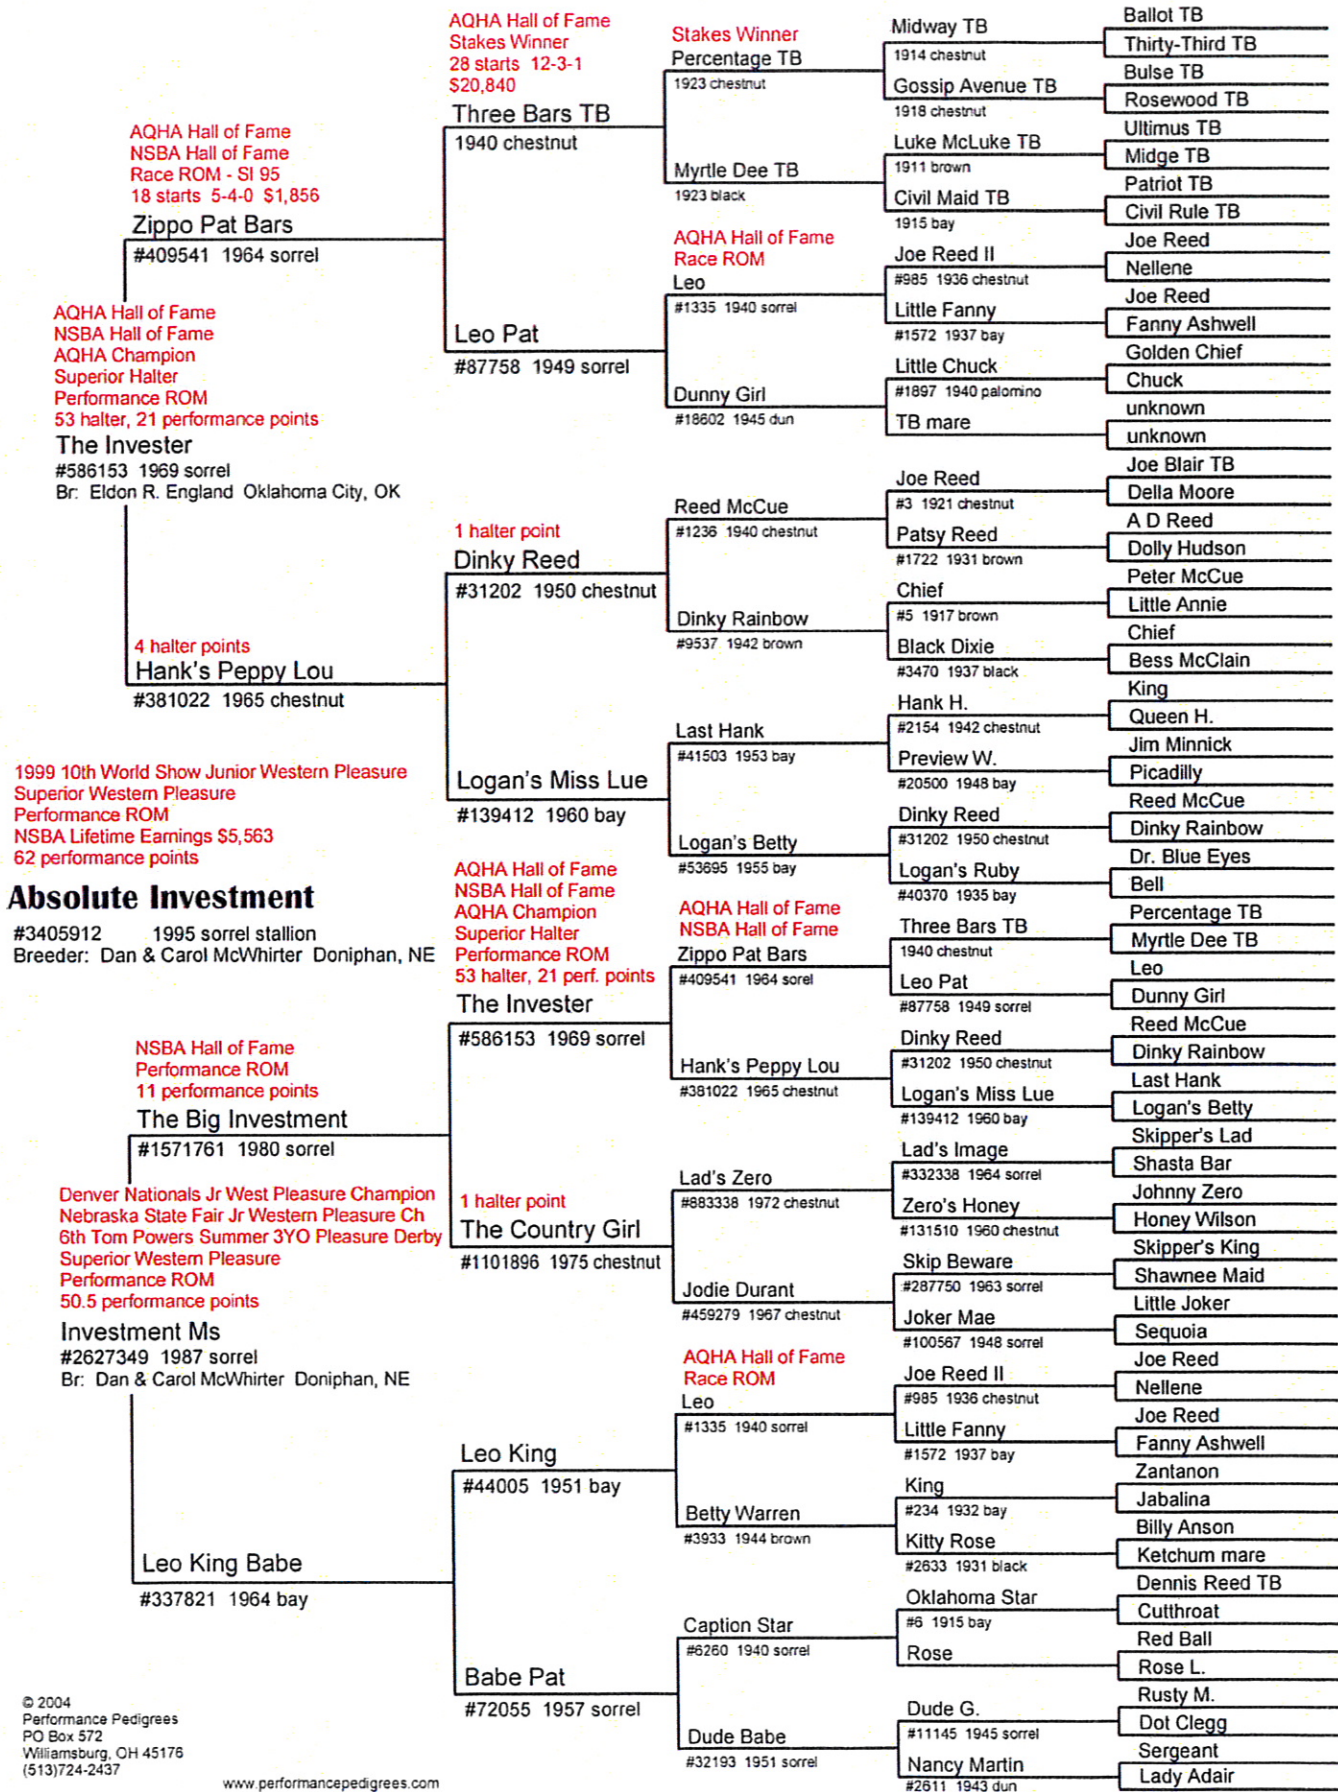 AQHA Hall of Fame
NSBA Hall of Fame
AQHA Champion
Superior Halter
Performance ROM
53 halter, 21 performance points
The Invester
#586153 1969 sorrel
Br: Eldon R. England Oklahoma City, OK
1999 10th World Show Junior Western Pleasure
Superior Western Pleasure
Performance ROM
NSBA Lifetime Earnings $5,563
62 performance points
Absolute Investment
#3405912 1995 sorrel stallion
Breeder: Dan & Carol McWhirter Doniphan, NE
Denver Nationals Jr West Pleasure Champion
Nebraska State Fair Jr Western Pleasure Ch
6th Tom Powers Summer 3YO Pleasure Derby
Superior Western Pleasure
Performance ROM
50.5 performance points
Investment Ms
#2627349 1987 sorrel
Br: Dan & Carol McWhirter Doniphan, NE
AQHA Hall of Fame
NSBA Hall of Fame
Race ROM - SI 95
18 starts 5-4-0 $1,856
Zippo Pat Bars
#409541 1964 sorrel
4 halter points
Hank's Peppy Lou
#381022 1965 chestnut
NSBA Hall of Fame
Performance ROM
11 performance points
The Big Investment
#1571761 1980 sorrel
Leo King Babe
#337821 1964 bay
AQHA Hall of Fame
Stakes Winner
28 starts 12-3-1
$20,840
Three Bars TB
1940 chestnut
Leo Pat
#87758 1949 sorrel
1 halter point
Dinky Reed
#31202 1950 chestnut
Logan's Miss Lue
#139412 1960 bay
AQHA Hall of Fame
NSBA Hall of Fame
AQHA Champion
Superior Halter
Performance ROM
53 halter, 21 perf. points
The Invester
#586153 1969 sorrel
1 halter point
The Country Girl
#1101896 1975 chestnut
Leo King
#44005 1951 bay
Babe Pat
#72055 1957 sorrel
Stakes Winner
Percentage TB
1923 chestnut
Myrtle Dee TB
1923 black
AQHA Hall of Fame
Race ROM
Leo
#1335 1940 sorrel
Dunny Girl
#18602 1945 dun
Reed McCue
#1236 1940 chestnut
Dinky Rainbow
#9537 1942 brown
Last Hank
#41503 1953 bay
Logan's Betty
#53695 1955 bay
AQHA Hall of Fame
NSBA Hall of Fame
Zippo Pat Bars
#409541 1964 sorel
Hank's Peppy Lou
#381022 1965 chestnut
Lad's Zero
#883338 1972 chestnut
Jodie Durant
#459279 1967 chestnut
AQHA Hall of Fame
Race ROM
Leo
#1335 1940 sorrel
Betty Warren
#3933 1944 brown
Caption Star
#6260 1940 sorrel
Dude Babe
#32193 1951 sorrel
Midway TB
1914 chestnut
Gossip Avenue TB
1918 chestnut
Luke McLuke TB
1911 brown
Civil Maid TB
1915 bay
Joe Reed II
#985 1936 chestnut
Little Fanny
#1572 1937 bay
Little Chuck
#1897 1940 palomino
TB mare
Joe Reed
#3 1921 chestnut
Patsy Reed
#1722 1931 brown
Chief
#5 1917 brown
Black Dixie
#3470 1937 black
Hank H.
#2154 1942 chestnut
Preview W.
#20500 1948 bay
Dinky Reed
#31202 1950 chestnut
Logan's Ruby
#40370 1935 bay
Three Bars TB
1940 chestnut
Leo Pat
#87758 1949 sorrel
Dinky Reed
#31202 1950 chestnut
Logan's Miss Lue
#139412 1960 bay
Lad's Image
#332338 1964 sorrel
Zero's Honey
#131510 1960 chestnut
Skip Beware
#287750 1963 sorrel
Joker Mae
#100567 1948 sorrel
Joe Reed II
#985 1936 chestnut
Little Fanny
#1572 1937 bay
King
#234 1932 bay
Kitty Rose
#2633 1931 black
Oklahoma Star
#6 1915 bay
Rose
Dude G.
#11145 1945 sorrel
Nancy Martin
#2611 1943 dun
Ballot TB
Thirty-Third TB
Bulse TB
Rosewood TB
Ultimus TB
Midge TB
Patriot TB
Civil Rule TB
Joe Reed
Nellene
Joe Reed
Fanny Ashwell
Golden Chief
Chuck
unknown
unknown
Joe Blair TB
Della Moore
A D Reed
Dolly Hudson
Peter McCue
Little Annie
Chief
Bess McClain
King
Queen H.
Jim Minnick
Picadilly
Reed McCue
Dinky Rainbow
Dr. Blue Eyes
Bell
Percentage TB
Myrtle Dee TB
Leo
Dunny Girl
Reed McCue
Dinky Rainbow
Last Hank
Logan's Betty
Skipper's Lad
Shasta Bar
Johnny Zero
Honey Wilson
Skipper's King
Shawnee Maid
Little Joker
Sequoia
Joe Reed
Nellene
Joe Reed
Fanny Ashwell
Zantanon
Jabalina
Billy Anson
Ketchum mare
Dennis Reed TB
Cutthroat
Red Ball
Rose L.
Rusty M.
Dot Clegg
Sergeant
Lady Adair
© 2004
Performance Pedigrees
PO Box 572
Williamsburg, OH 45176
(513)724-2437
www.performancepedigrees.com